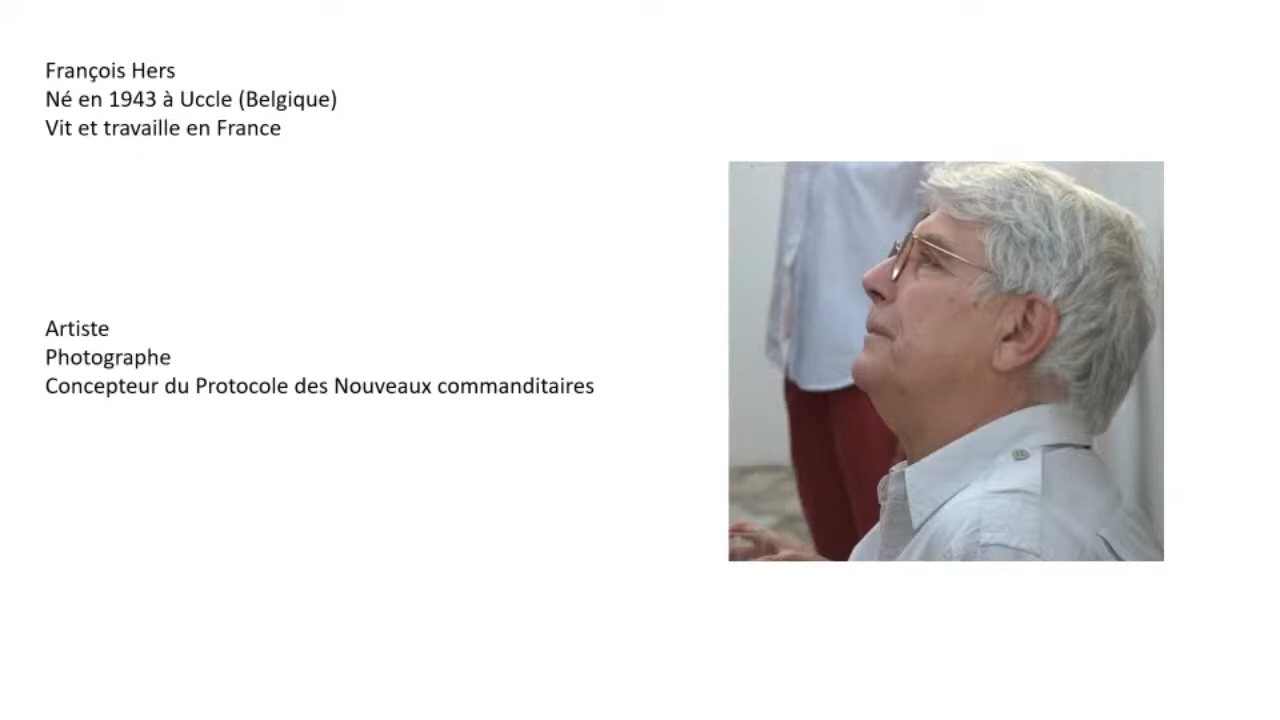 François Hers
Né en 1943 à Uccle (Belgique)
Vit et travaille en France
Artiste
Photographe
Concepteur du Protocole des Nouveaux commanditaires